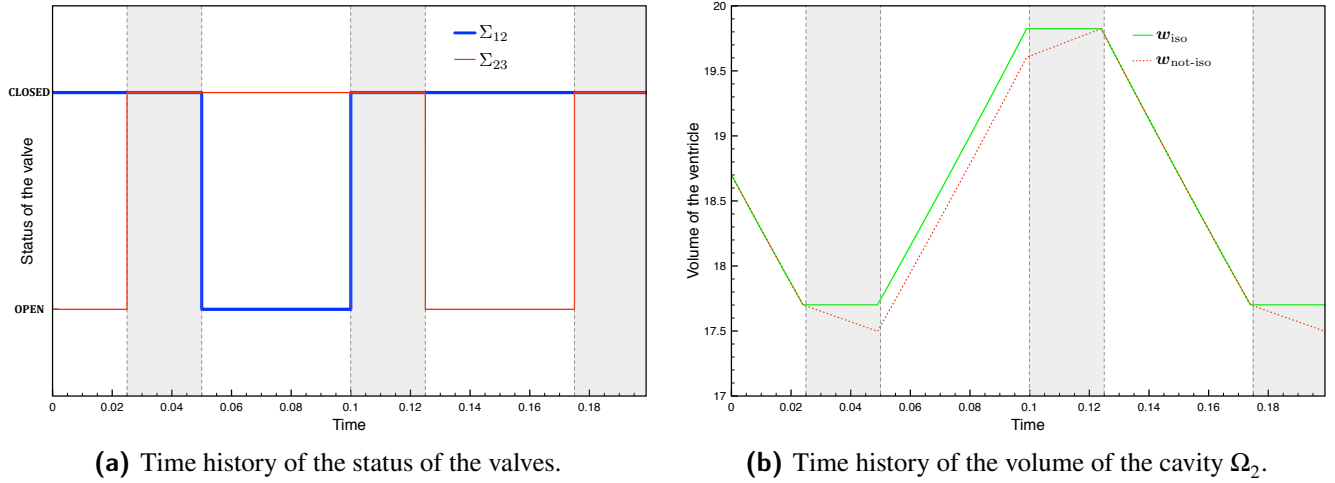 Σ12
Σ23
CLOSED
OPEN
Status of the valve
0 0.02 0.04 0.06 0.08 0.1 0.12 0.14 0.16 0.18
Time
(a) Time history of the status of the valves.
20
19.5
19
18.5
18
17.5
17
Volume of the ventricle
w_iso
w_not-iso
0 0.02 0.04 0.06 0.08 0.1 0.12 0.14 0.16 0.18
Time
(b) Time history of the volume of the cavity Ω2.